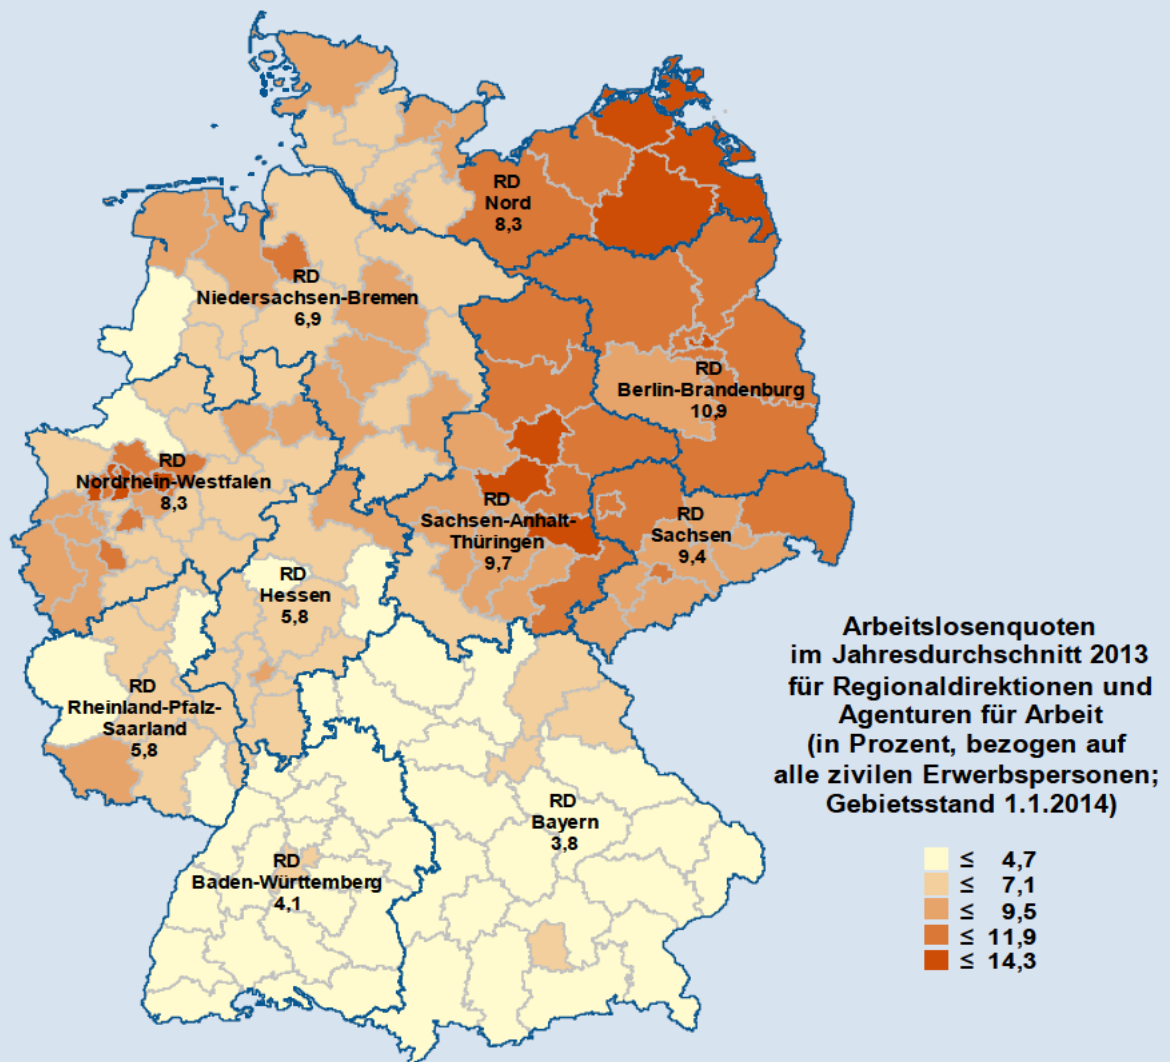 RD
Nord
8,3
RD
Niedersachsen-Bremen
6,9
RD
Berlin-Brandenburg
10,9
RD
Nordrhein-Westfalen
8,3
RD
Sachsen-Anhalt-
Thüringen
9,7
RD
Sachsen
9,4
RD
Hessen
5,8
RD
Rheinland-Pfalz-
Saarland
5,8
RD
Bayern
3,8
RD
Baden-Württemberg
4,1
Arbeitslosenquoten
im Jahresdurchschnitt 2013
für Regionaldirektionen und
Agenturen für Arbeit
(in Prozent, bezogen auf
alle zivilen Erwerbspersonen;
Gebietsstand 1.1.2014)
≤ 4,7
≤ 7,1
≤ 9,5
≤ 11,9
≤ 14,3